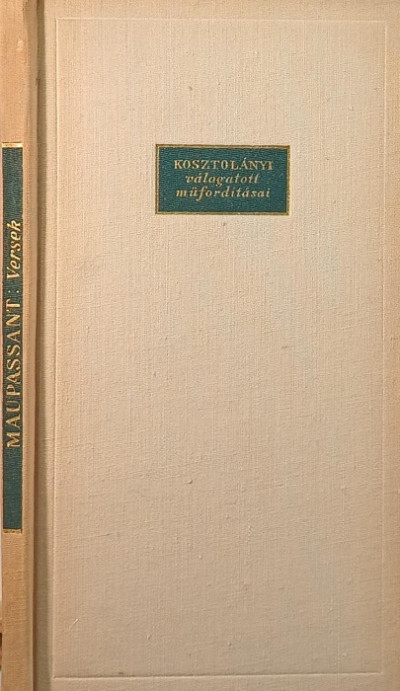 KOSZTOLÁNYI
válogatott
műfordításai
MAUPASSANT: Versek